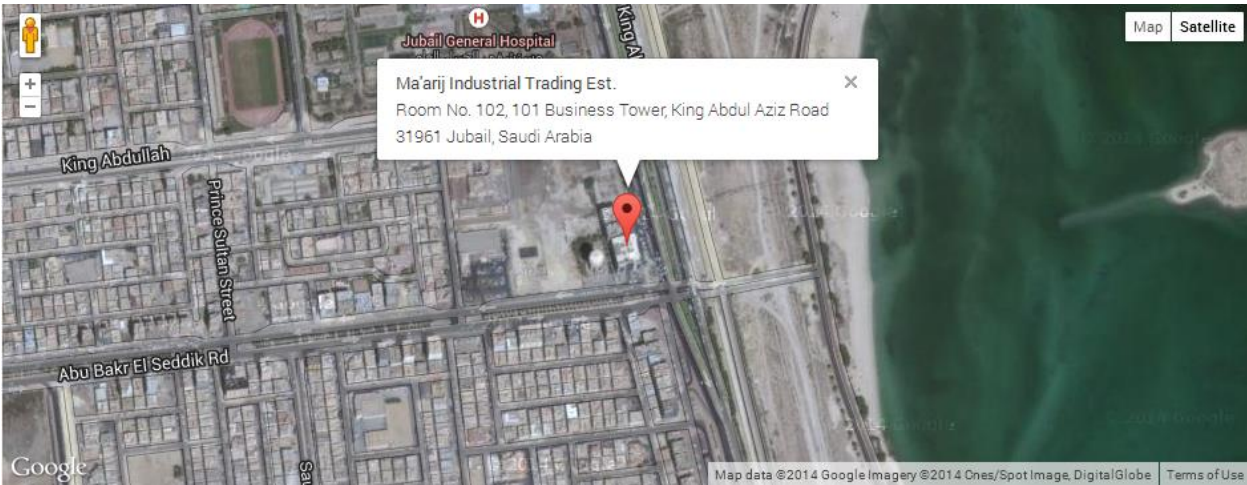 H
Jubail General Hospital
King A
Map
Satellite
+
−
Ma'arij Industrial Trading Est.
×
Room No. 102, 101 Business Tower, King Abdul Aziz Road
31961 Jubail, Saudi Arabia
King Abdullah
Prince Sultan Street
Abu Bakr El Seddik Rd
Sau
Google
Map data ©2014 Google Imagery ©2014 Cnes/Spot Image, DigitalGlobe
Terms of Use